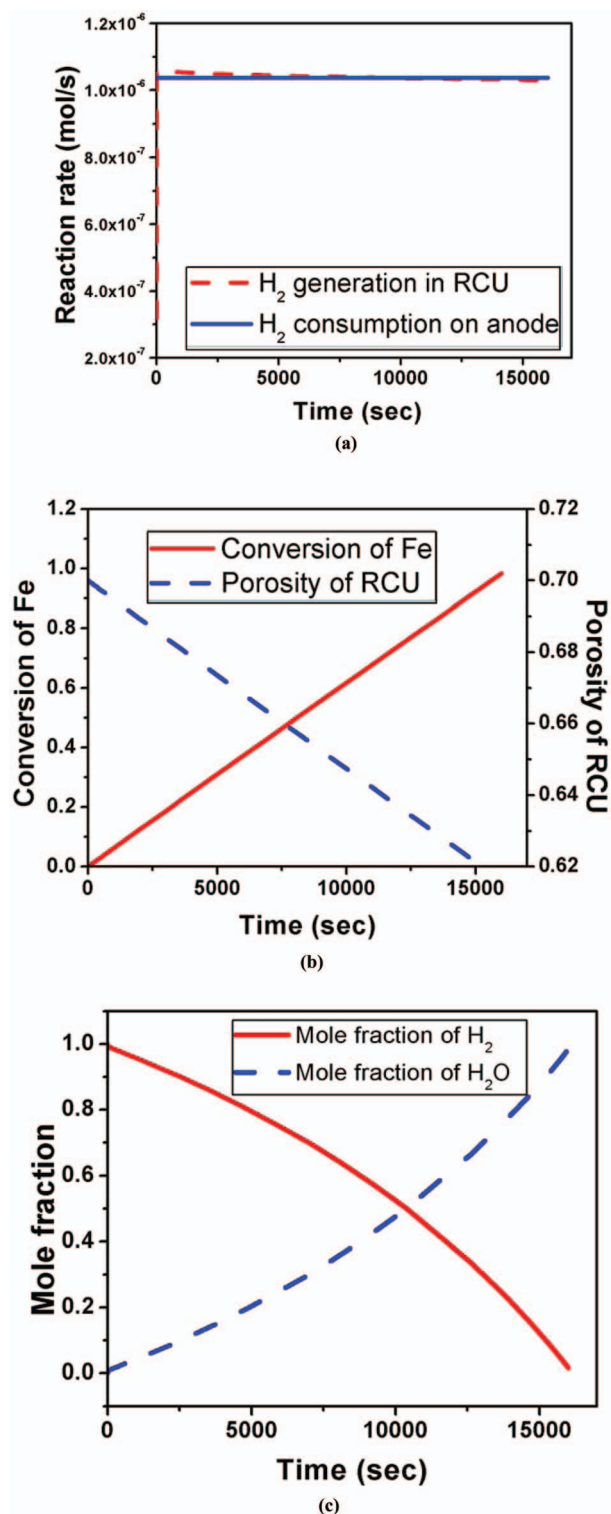 1.2x10⁻⁶
1.0x10⁻⁶
8.0x10⁻⁷
6.0x10⁻⁷
4.0x10⁻⁷
2.0x10⁻⁷
Reaction rate (mol/s)
H₂ generation in RCU
H₂ consumption on anode
0 5000 10000 15000
Time (sec)
(a)
1.2
1.0
0.8
0.6
0.4
0.2
0.0
Conversion of Fe
Conversion of Fe
Porosity of RCU
0.72
0.70
0.68
0.66
0.64
0.62
Porosity of RCU
0 5000 10000 15000
Time (sec)
(b)
1.0
0.8
0.6
0.4
0.2
0.0
Mole fraction
Mole fraction of H₂
Mole fraction of H₂O
0 5000 10000 15000
Time (sec)
(c)